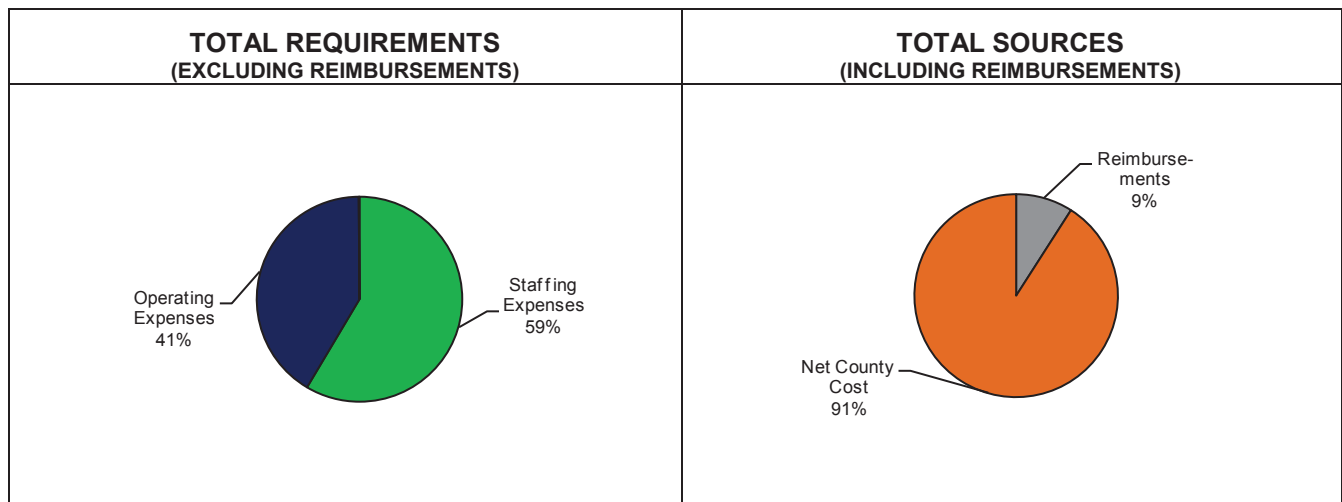 TOTAL REQUIREMENTS
(EXCLUDING REIMBURSEMENTS)
TOTAL SOURCES
(INCLUDING REIMBURSEMENTS)
Operating
Expenses
41%
Staffing
Expenses
59%
Reimburse-
ments
9%
Net County
Cost
91%